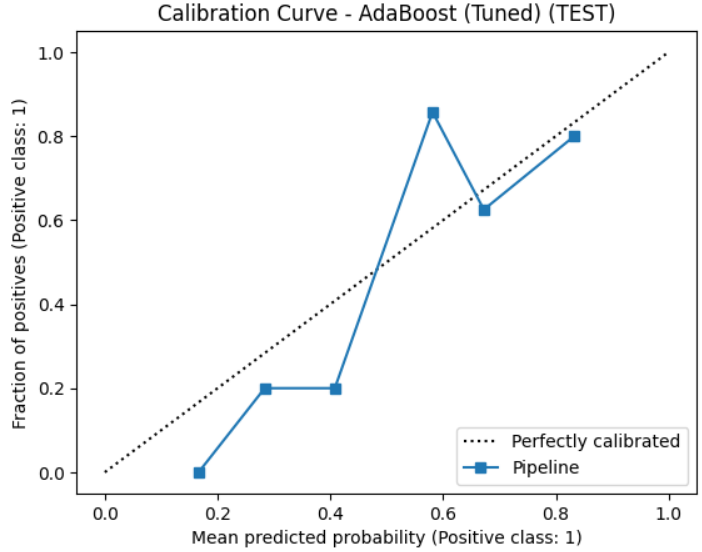 Calibration Curve - AdaBoost (Tuned) (TEST)
Fraction of positives (Positive class: 1)
1.0
0.8
0.6
0.4
0.2
0.0
Perfectly calibrated
Pipeline
0.0 0.2 0.4 0.6 0.8 1.0
Mean predicted probability (Positive class: 1)